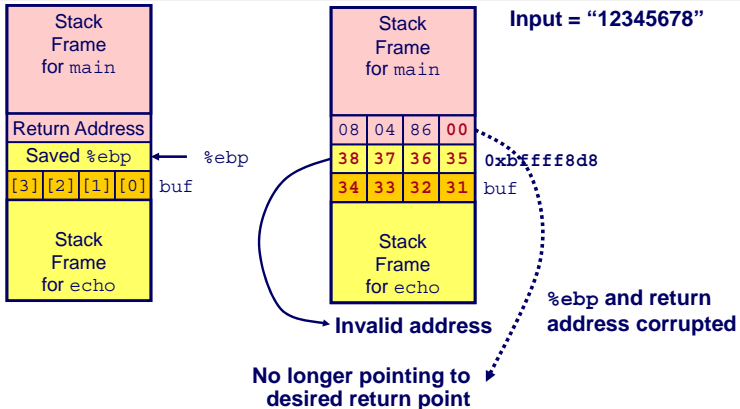 Stack
Frame
for main
Return Address
Saved %ebp
%ebp
[3] [2] [1] [0] buf
Stack
Frame
for echo
Input = “12345678”
Stack
Frame
for main
08 04 86 00
38 37 36 35 0xbffff8d8
34 33 32 31 buf
Stack
Frame
for echo
Invalid address
%ebp and return
address corrupted
No longer pointing to
desired return point